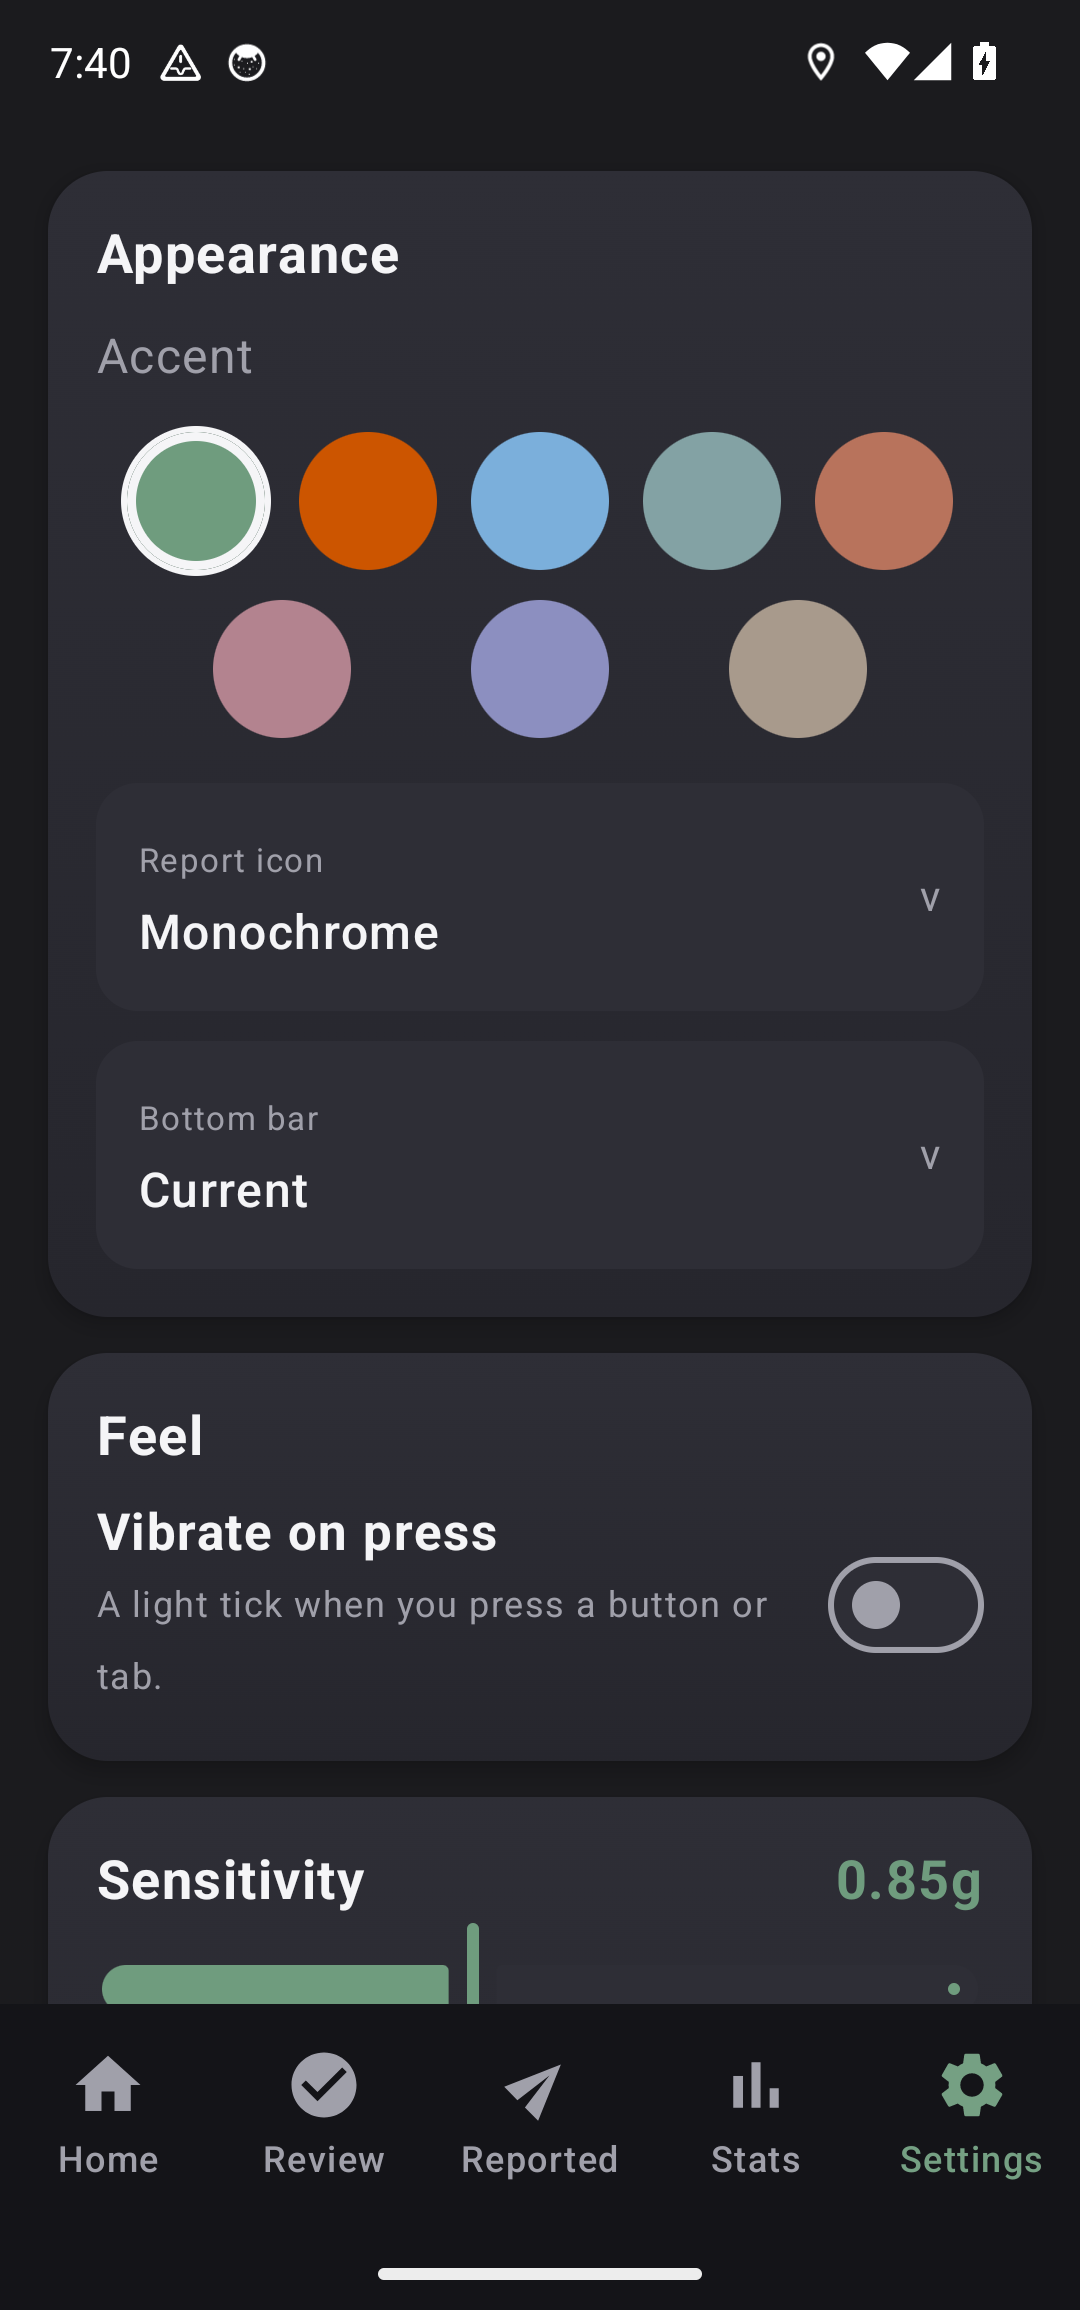 7:40
Appearance
Accent
Report icon
Monochrome
v
Bottom bar
Current
v
Feel
Vibrate on press
A light tick when you press a button or
tab.
Sensitivity 0.85g
Home Review Reported Stats Settings